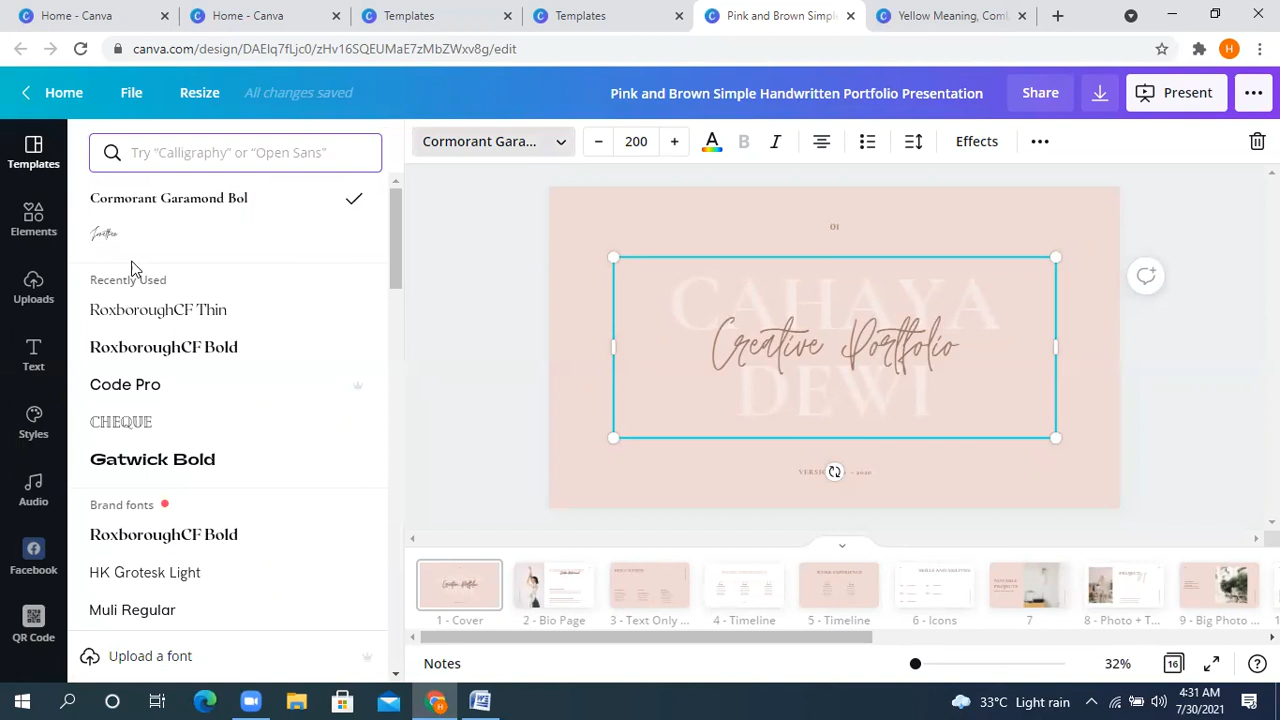 Home - Canva
Home - Canva
Templates
Templates
Pink and Brown Simple
Yellow Meaning, Com
canva.com/design/DAElq7fLjc0/zHv16SQEUMaE7zMbZWxv8g/edit
H
Home
File
Resize
All changes saved
Pink and Brown Simple Handwritten Portfolio Presentation
Share
Present
Templates
Elements
Uploads
Text
Styles
Audio
Facebook
QR Code
Try "Calligraphy" or "Open Sans"
Cormorant Garamond Bol
Recently Used
RoxboroughCF Thin
RoxboroughCF Bold
Code Pro
CHEQUE
Gatwick Bold
Brand fonts
RoxboroughCF Bold
HK Grotesk Light
Muli Regular
Upload a font
Cormorant Gara...
200
A
B
I
Effects
01
CAHAYA
Creative Portfolio
DEWI
1 - Cover
2 - Bio Page
3 - Text Only ...
4 - Timeline
5 - Timeline
6 - Icons
7
8 - Photo + T...
9 - Big Photo ...
Notes
32%
16
33°C Light rain
4:31 AM
7/30/2021